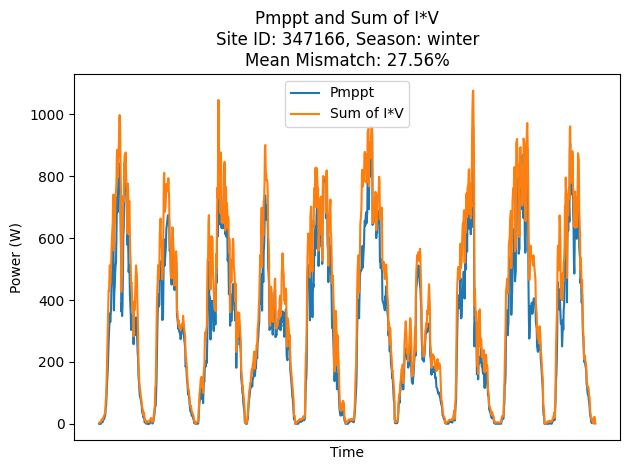 Pmppt and Sum of I*V
Site ID: 347166, Season: winter
Mean Mismatch: 27.56%
Pmppt
Sum of I*V
1000
800
600
400
200
0
Power (W)
Time